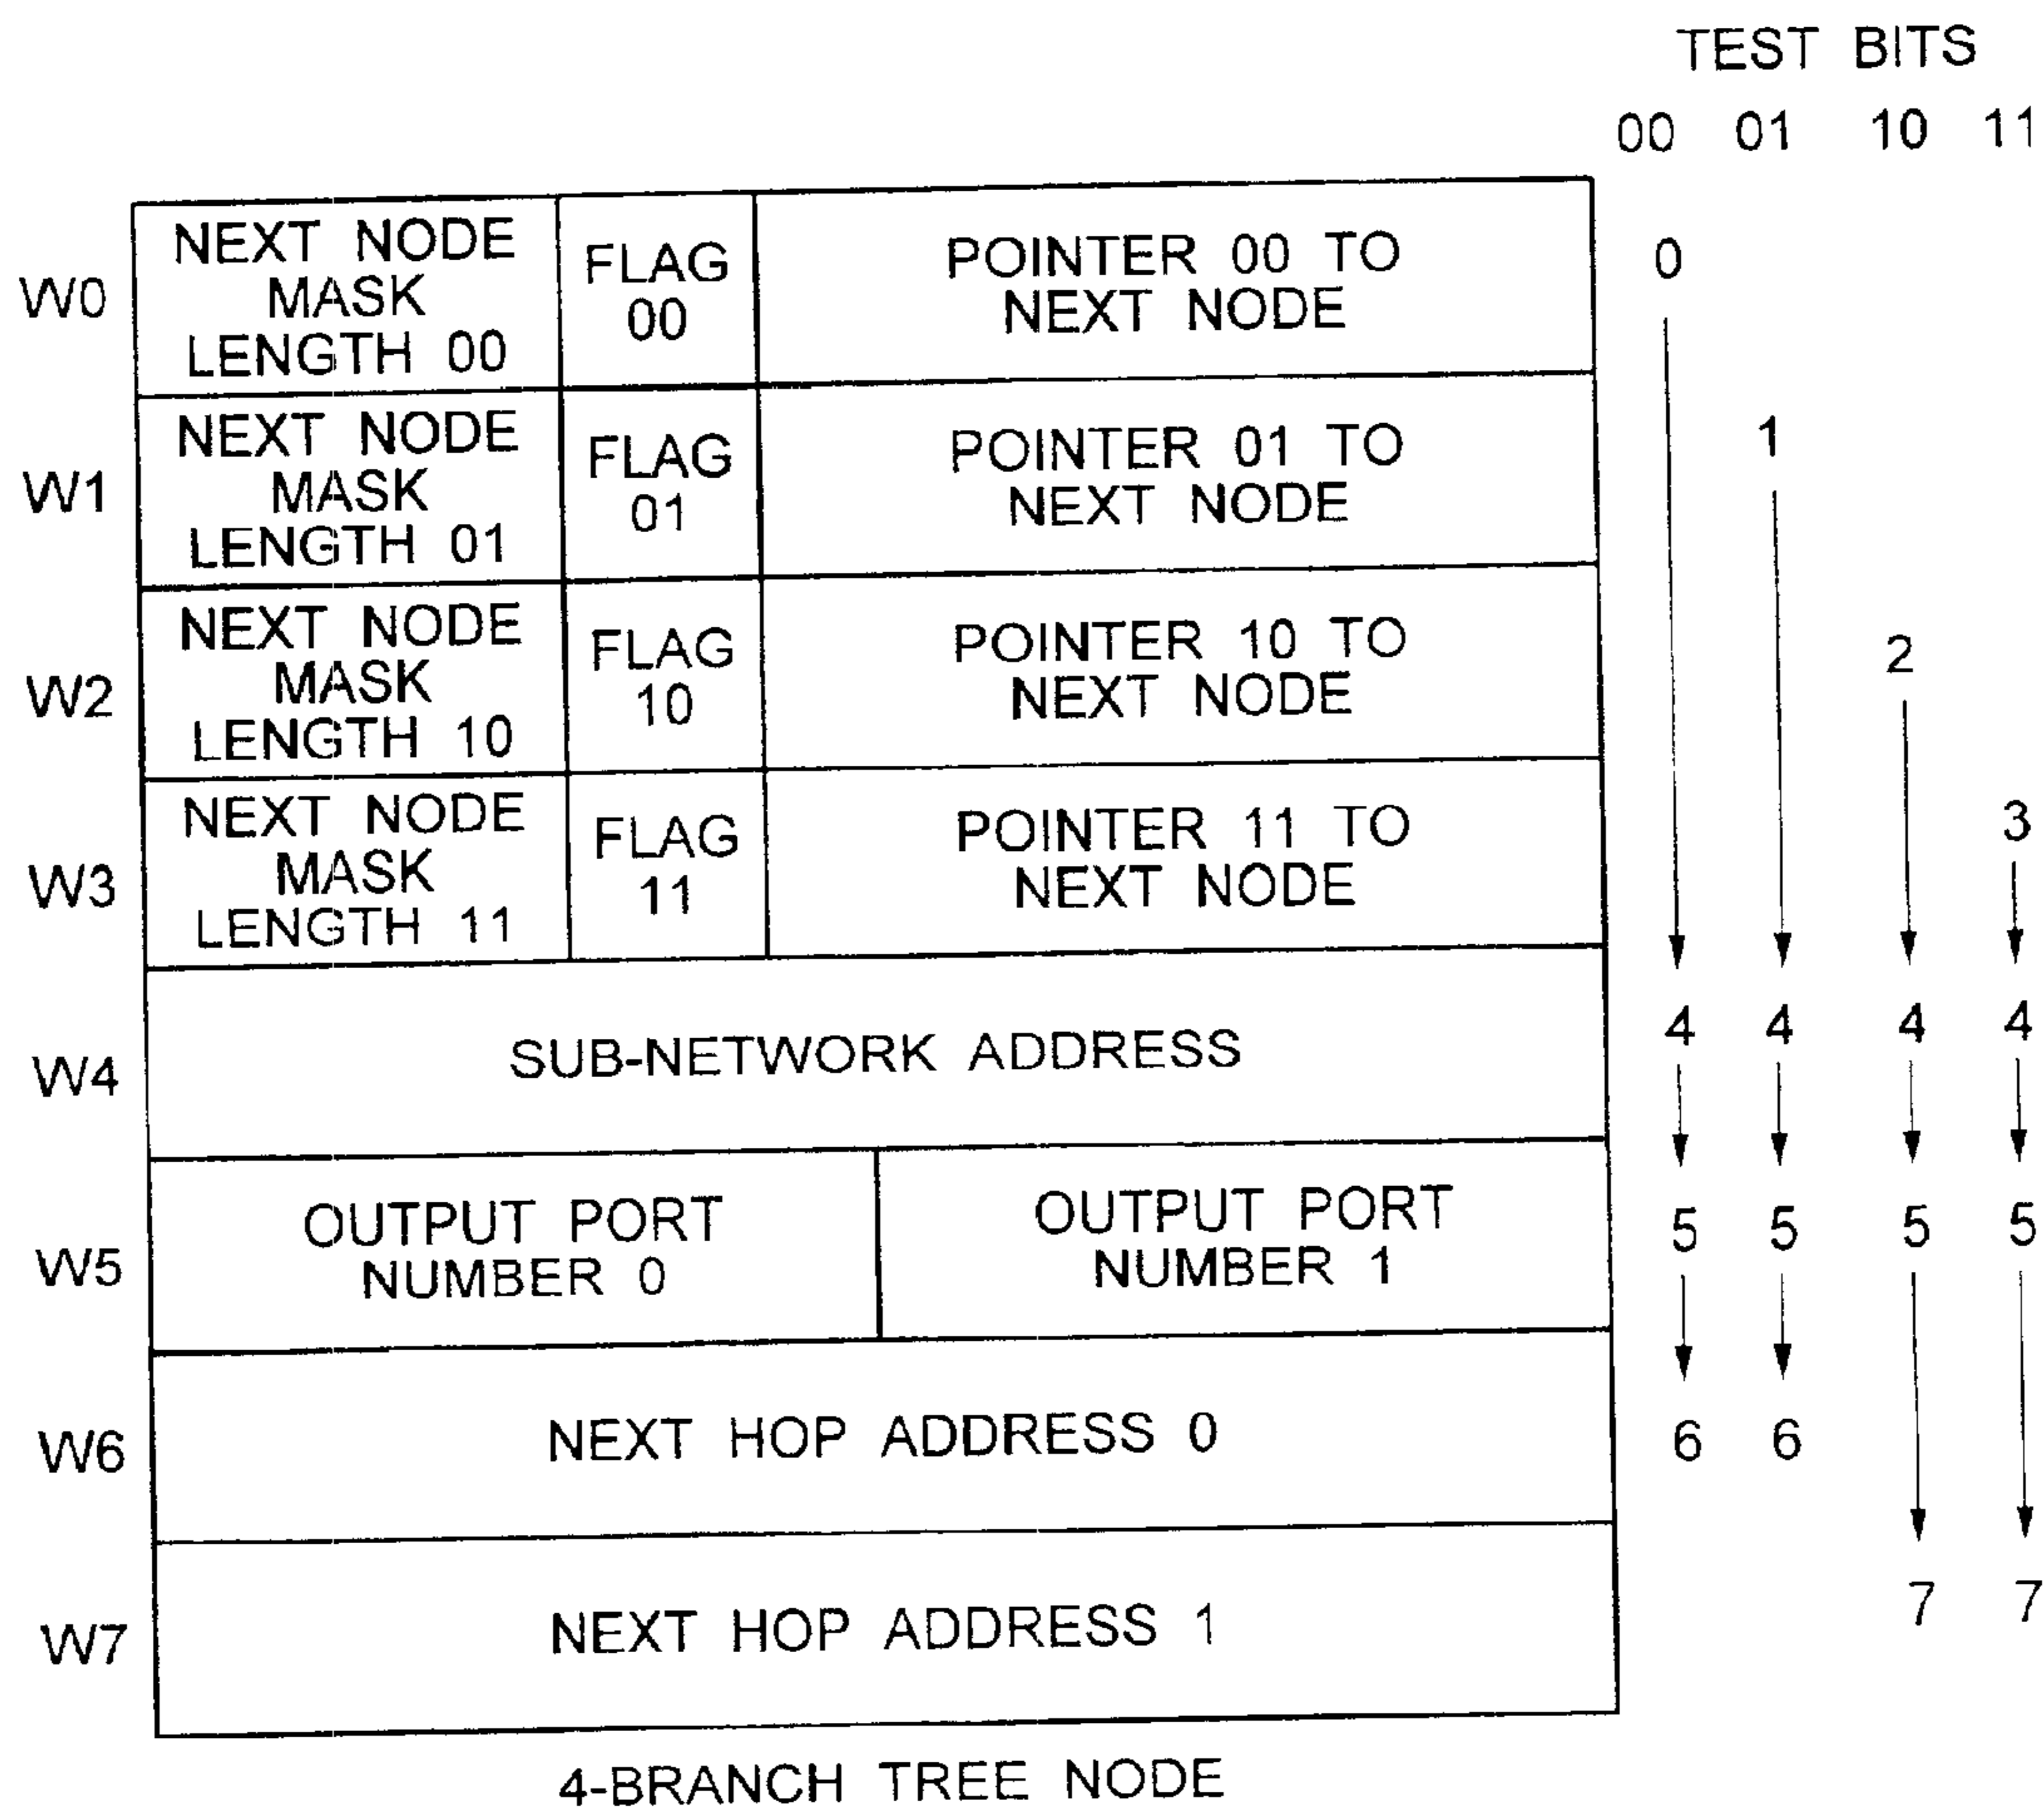 TEST BITS
00 01 10 11
W0
NEXT NODE
MASK
LENGTH 00
FLAG
00
POINTER 00 TO
NEXT NODE
0
W1
NEXT NODE
MASK
LENGTH 01
FLAG
01
POINTER 01 TO
NEXT NODE
1
W2
NEXT NODE
MASK
LENGTH 10
FLAG
10
POINTER 10 TO
NEXT NODE
2
W3
NEXT NODE
MASK
LENGTH 11
FLAG
11
POINTER 11 TO
NEXT NODE
3
W4
SUB-NETWORK ADDRESS
4 4 4 4
W5
OUTPUT PORT
NUMBER 0
OUTPUT PORT
NUMBER 1
5 5 5 5
W6
NEXT HOP ADDRESS 0
6 6
W7
NEXT HOP ADDRESS 1
7 7
4-BRANCH TREE NODE